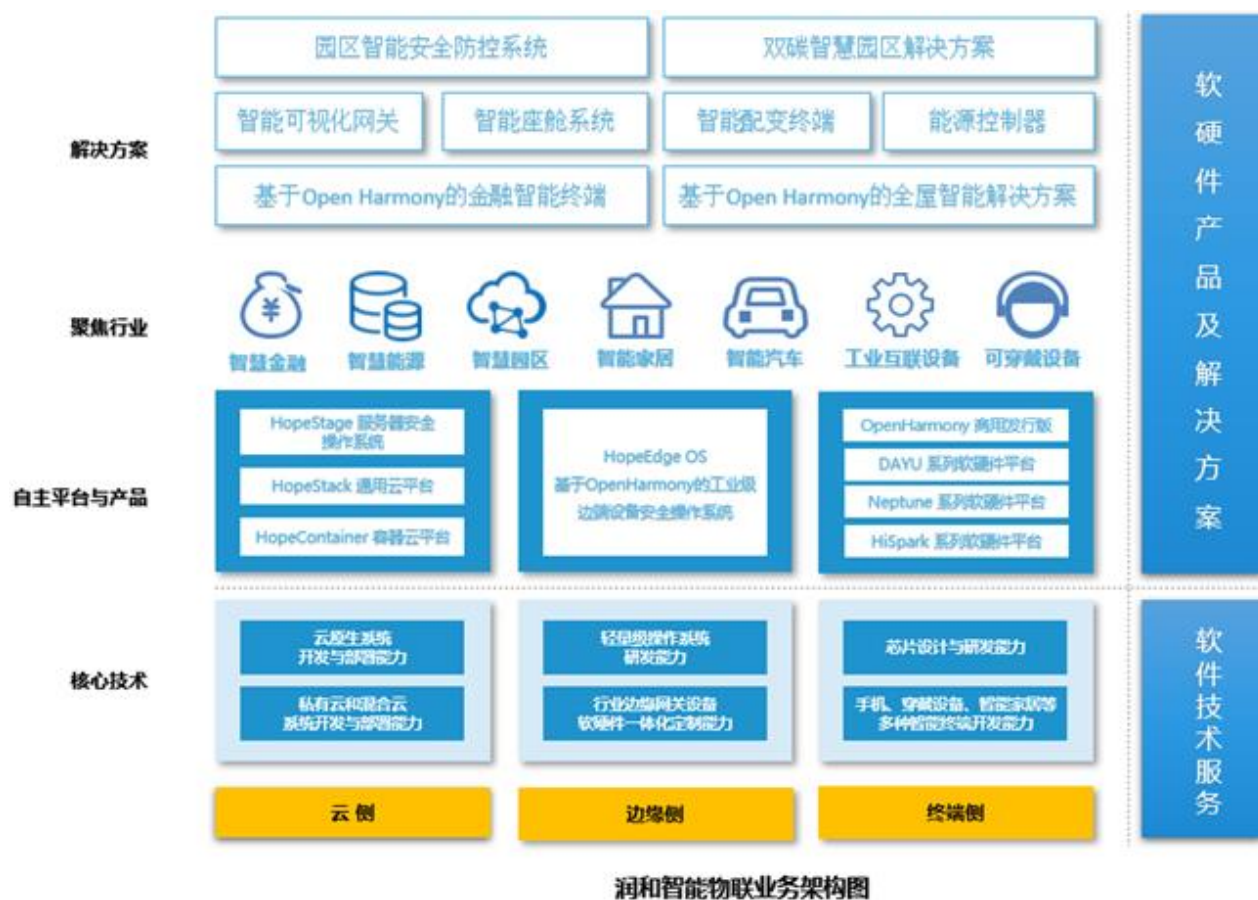 园区智能安全防控系统
双碳智慧园区解决方案
智能可视化网关
智能座舱系统
智能配变终端
能源控制器
解决方案
基于Open Harmony的金融智能终端
基于Open Harmony的全屋智能解决方案
聚焦行业
智慧金融
智慧能源
智慧园区
智能家居
智能汽车
工业互联设备
可穿戴设备
自主平台与产品
HopeStage 服务器安全
操作系统
HopeStack 通用云平台
HopeContainer 容器云平台
HopeEdge OS
基于OpenHarmony的工业级
边端设备安全操作系统
OpenHarmony 商用发行版
DAYU 系列软硬件平台
Neptune 系列软硬件平台
HiSpark 系列软硬件平台
软硬件产品及解决方案
核心技术
云原生系统
开发与部署能力
私有云和混合云
系统开发与部署能力
轻量级操作系统
研发能力
行业边缘网关设备
软硬件一体化定制能力
芯片设计与研发能力
手机、穿戴设备、智能家居等
多种智能终端开发能力
软件技术服务
云 侧
边缘侧
终端侧
润和智能物联业务架构图